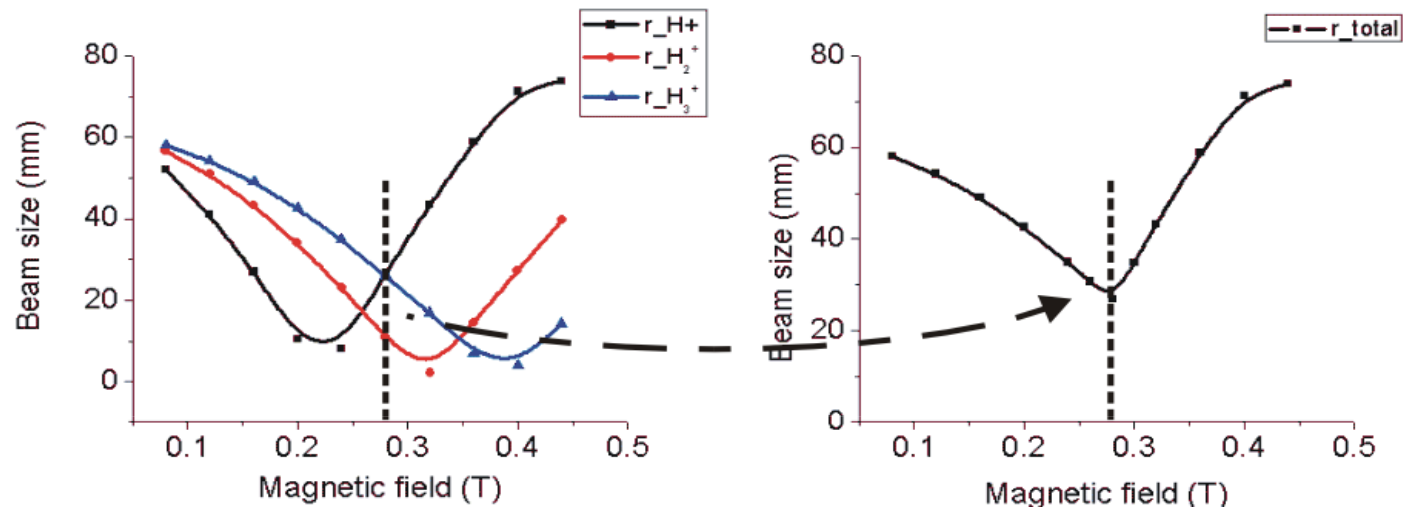 r_H+
r_H₂⁺
r_H₃⁺
80
60
40
20
0
0.1 0.2 0.3 0.4 0.5
Beam size (mm)
Magnetic field (T)
r_total
80
60
40
20
0
0.1 0.2 0.3 0.4 0.5
Beam size (mm)
Magnetic field (T)